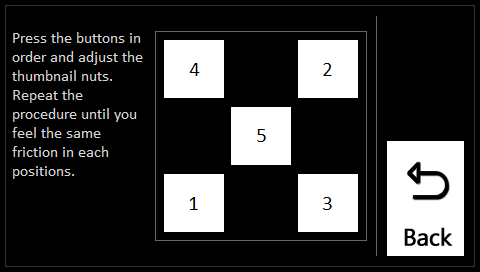 Press the buttons in
order and adjust the
thumbnail nuts.
Repeat the
procedure until you
feel the same
friction in each
positions.
4
2
5
1
3
Back